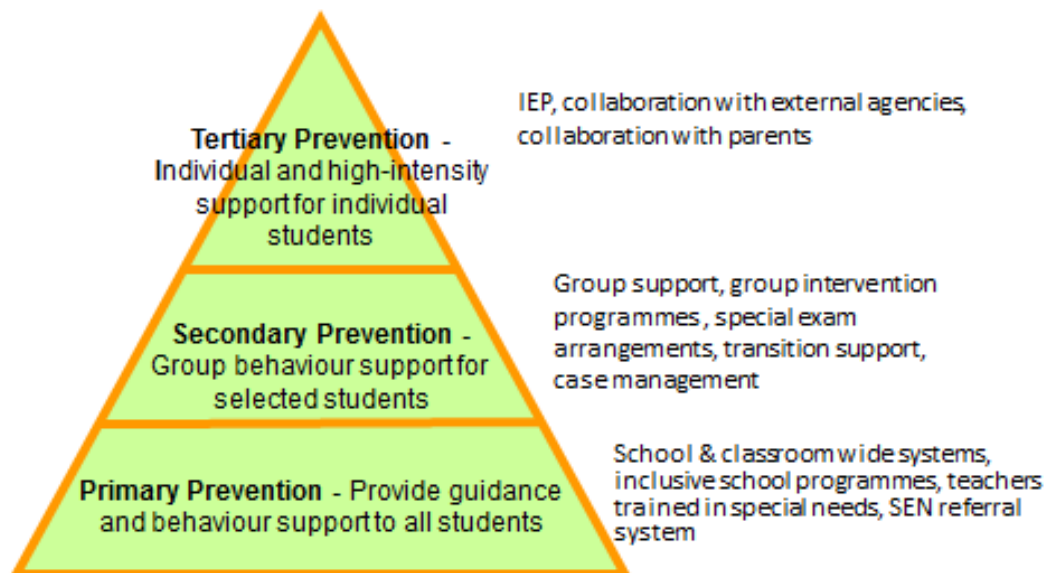 IEP, collaboration with external agencies,
collaboration with parents
Tertiary Prevention -
Individual and high-intensity
support for individual
students
Group support, group intervention
programmes, special exam
arrangements, transition support,
case management
Secondary Prevention -
Group behaviour support for
selected students
School & classroom wide systems,
inclusive school programmes, teachers
trained in special needs, SEN referral
system
Primary Prevention - Provide guidance
and behaviour support to all students